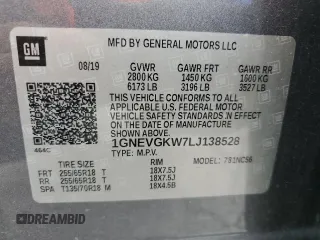 GM
MFD BY GENERAL MOTORS LLC
08/19
GVWR GAWR FRT GAWR RR
2800 KG 1450 KG 1600 KG
6173 LB 3196 LB 3527 LB
THIS VEHICLE CONFORMS TO ALL APPLICABLE
U.S. FEDERAL MOTOR
VEHICLE SAFETY STANDARDS IN
EFFECT ON THE DATE OF
MANUFACTURE SHOWN ABOVE.
1GNEVGKW7LJ138528
TYPE: M.P.V. MODEL:
TIRE SIZE RIM
FRT 255/65R18 T 18X7.5J
RR 255/65R18 T 18X7.5J
SPA T135/70R18 M 18X4.5B
DREAMBID